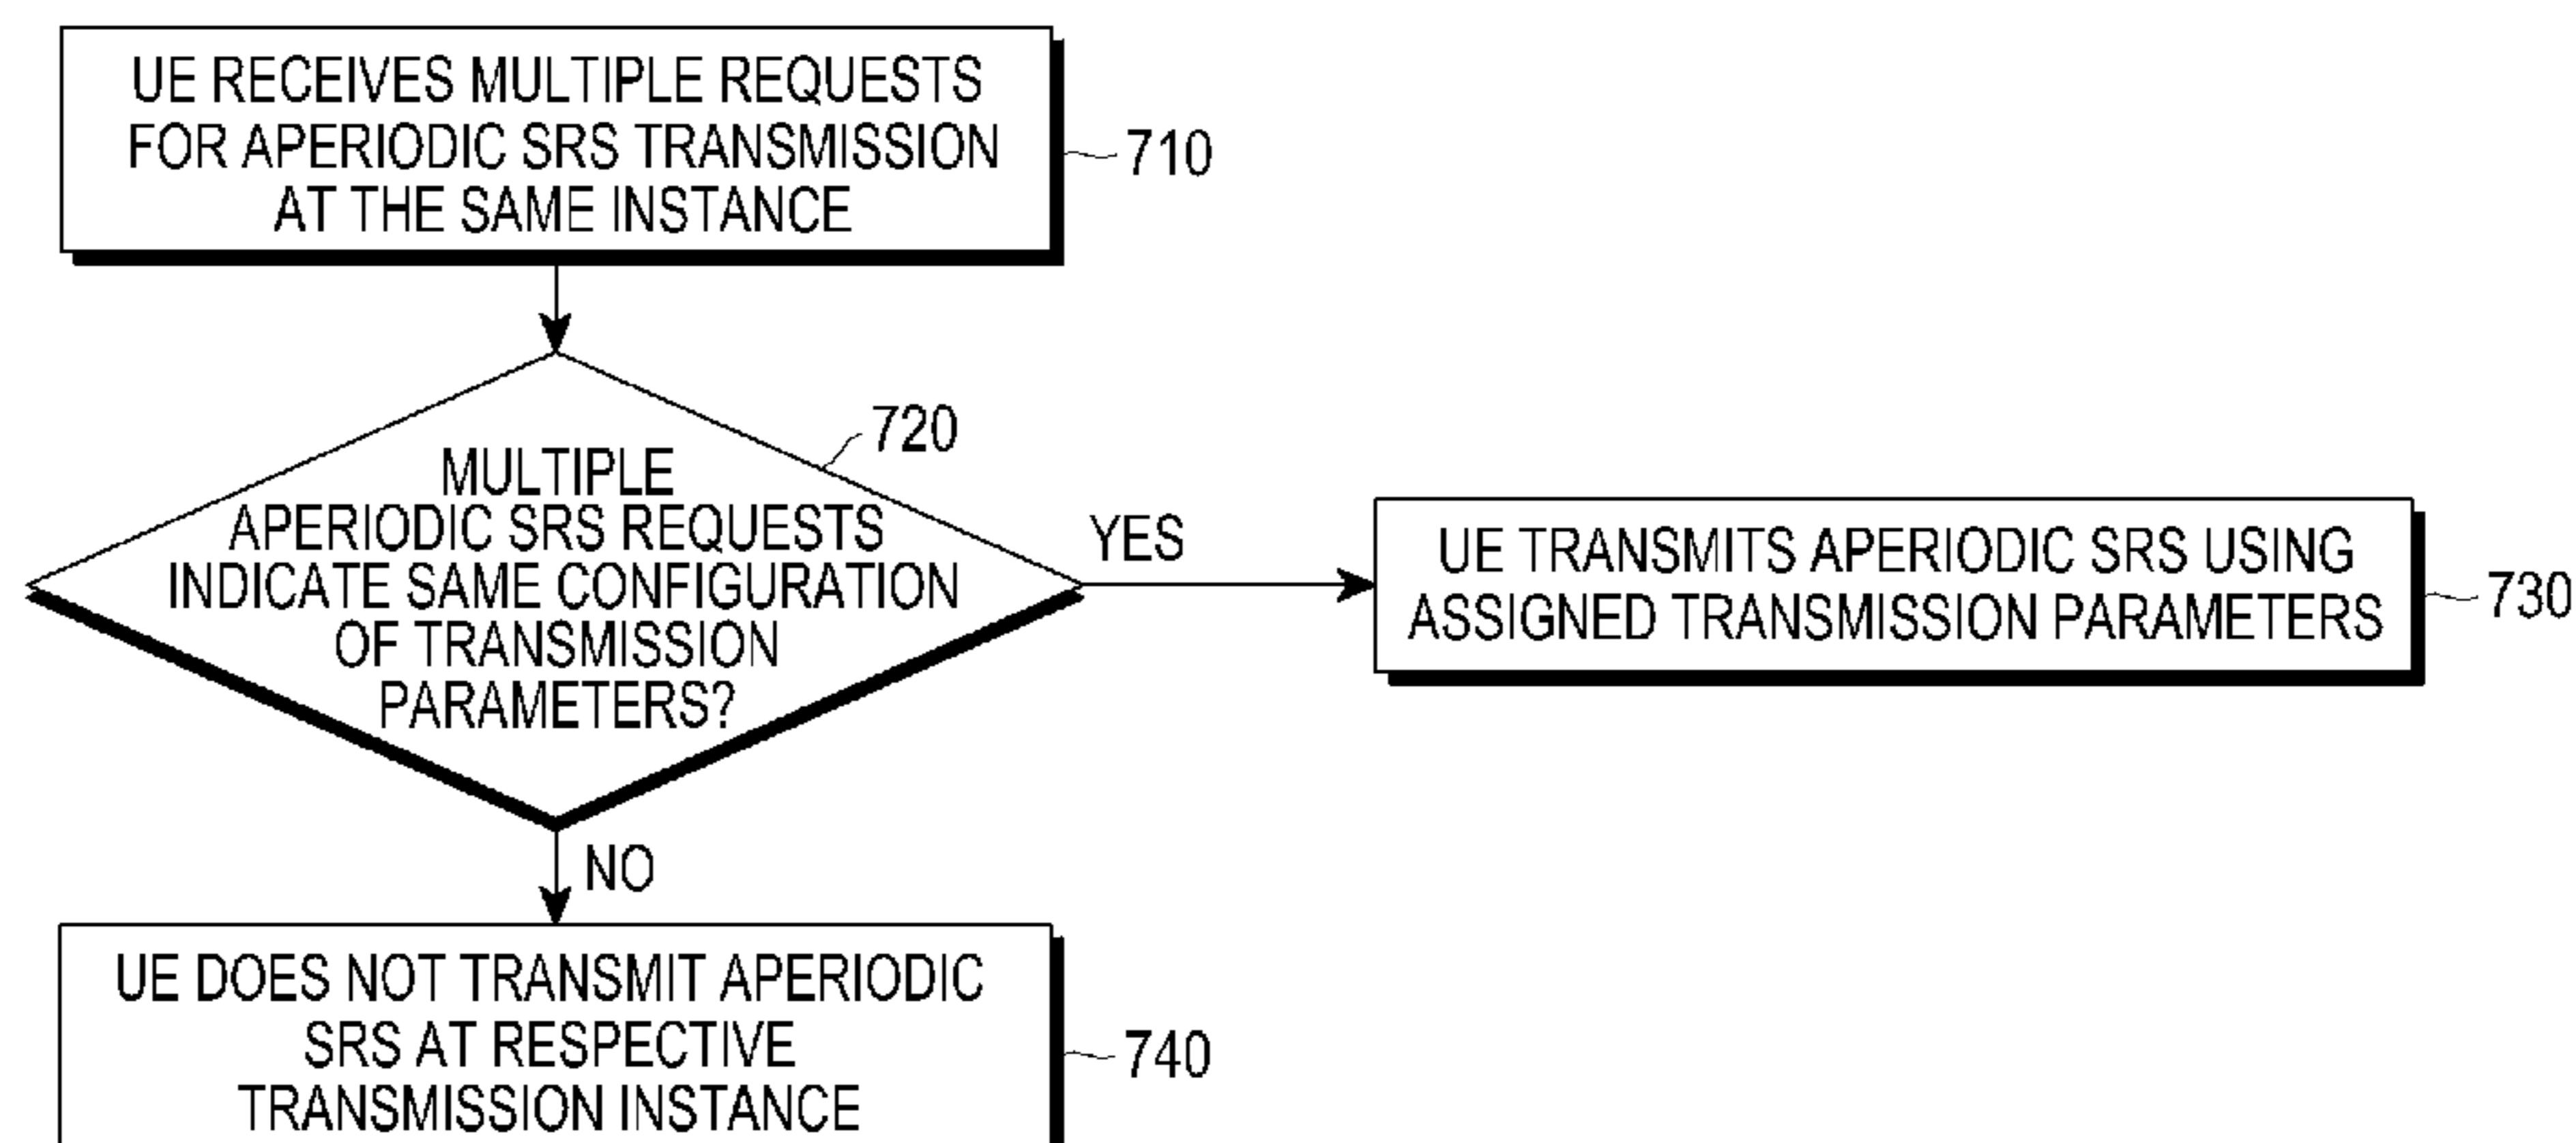 UE RECEIVES MULTIPLE REQUESTS
FOR APERIODIC SRS TRANSMISSION
AT THE SAME INSTANCE
710
720
MULTIPLE
APERIODIC SRS REQUESTS
INDICATE SAME CONFIGURATION
OF TRANSMISSION
PARAMETERS?
YES
UE TRANSMITS APERIODIC SRS USING
ASSIGNED TRANSMISSION PARAMETERS
730
NO
UE DOES NOT TRANSMIT APERIODIC
SRS AT RESPECTIVE
TRANSMISSION INSTANCE
740